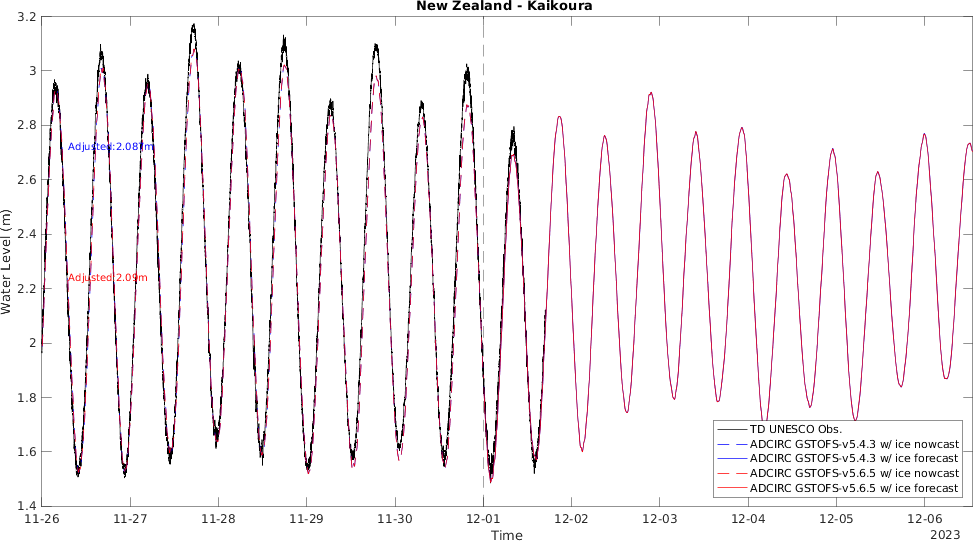 New Zealand - Kaikoura
3.2
3
2.8
2.6
2.4
2.2
2
1.8
1.6
1.4
Water Level (m)
Adjusted:2.087m
Adjusted:2.09m
TD UNESCO Obs.
ADCIRC GSTOFS-v5.4.3 w/ ice nowcast
ADCIRC GSTOFS-v5.4.3 w/ ice forecast
ADCIRC GSTOFS-v5.6.5 w/ ice nowcast
ADCIRC GSTOFS-v5.6.5 w/ ice forecast
11-26 11-27 11-28 11-29 11-30 12-01 12-02 12-03 12-04 12-05 12-06
Time
2023